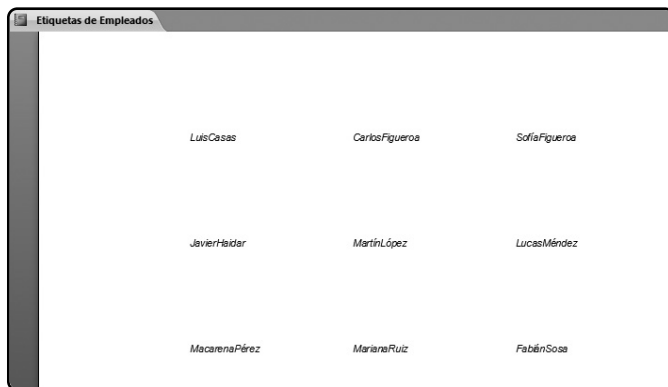 Etiquetas de Empleados
LuisCasas CarlosFigueroa SofíaFigueroa
JavierHaidar MartínLópez LucasMéndez
MacarenaPérez MarianaRuiz FabiánSosa